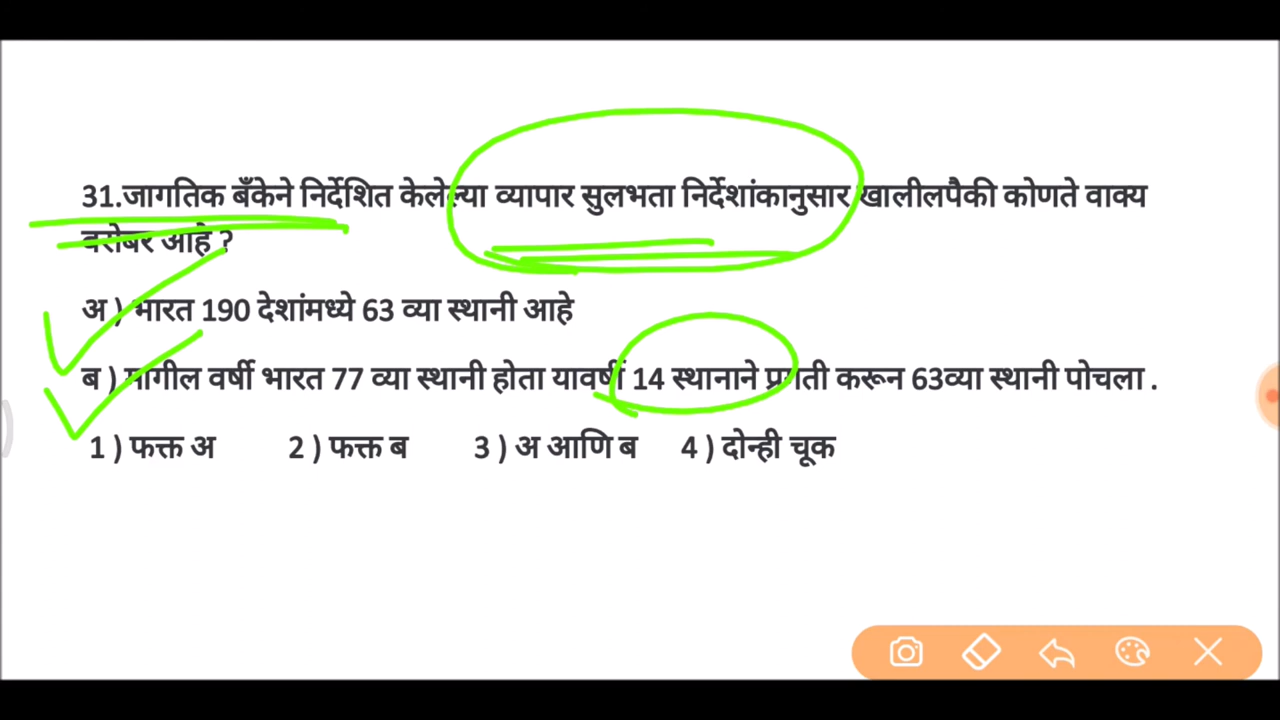 31.जागतिक बँकेने निर्देशित केलेल्या व्यापार सुलभता निर्देशांकानुसार खालीलपैकी कोणते वाक्य
बरोबर आहे ?
अ ) भारत 190 देशांमध्ये 63 व्या स्थानी आहे
ब ) मागील वर्षी भारत 77 व्या स्थानी होता यावर्षी 14 स्थानाने प्रगती करून 63व्या स्थानी पोचला .
1 ) फक्त अ 2 ) फक्त ब 3 ) अ आणि ब 4 ) दोन्ही चूक